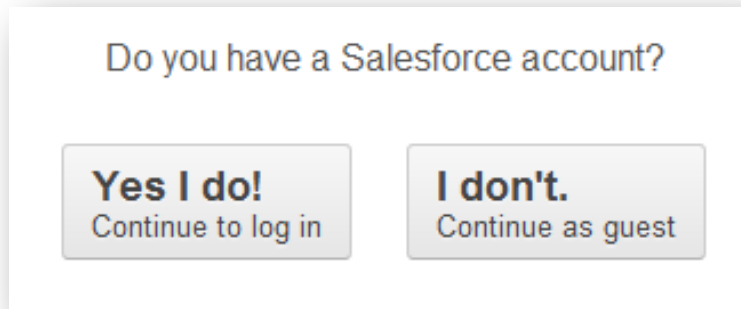 Do you have a Salesforce account?
Yes I do!
Continue to log in
I don't.
Continue as guest